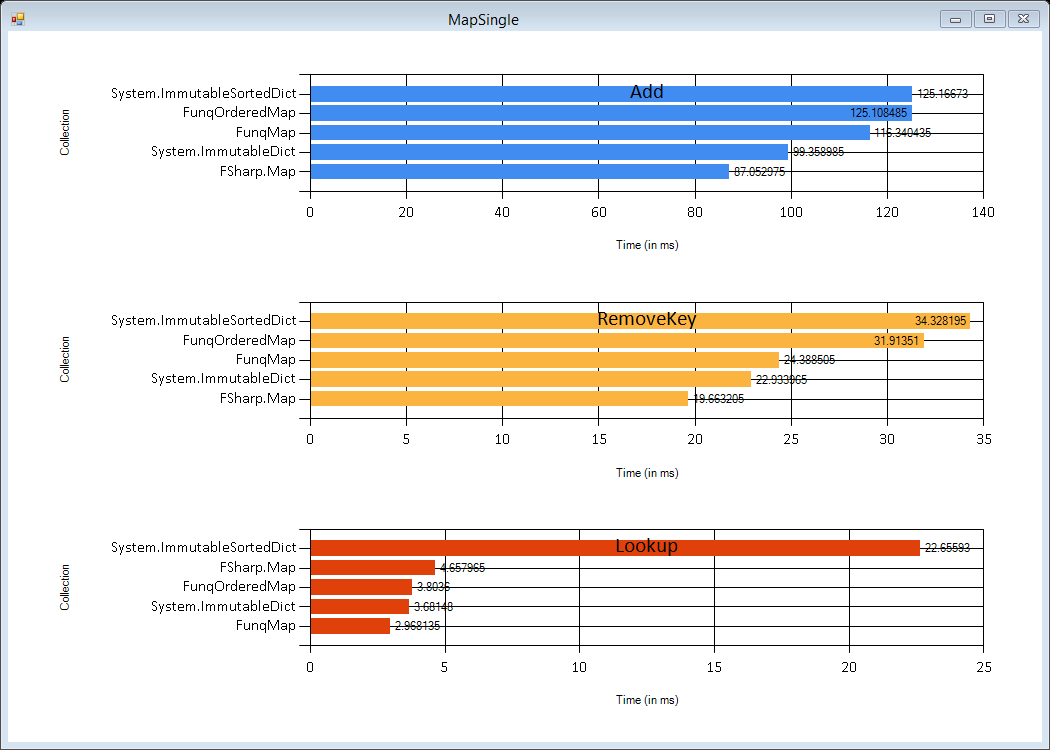 MapSingle
Add
Collection
System.ImmutableSortedDict 125.16673
FunqOrderedMap 125.108485
FunqMap 116.340435
System.ImmutableDict 99.358985
FSharp.Map 87.052975
0 20 40 60 80 100 120 140
Time (in ms)
RemoveKey
Collection
System.ImmutableSortedDict 34.328195
FunqOrderedMap 31.91351
FunqMap 24.388505
System.ImmutableDict 22.933965
FSharp.Map 19.663205
0 5 10 15 20 25 30 35
Time (in ms)
Lookup
Collection
System.ImmutableSortedDict 22.65593
FSharp.Map 4.657965
FunqOrderedMap 3.8036
System.ImmutableDict 3.68148
FunqMap 2.968135
0 5 10 15 20 25
Time (in ms)